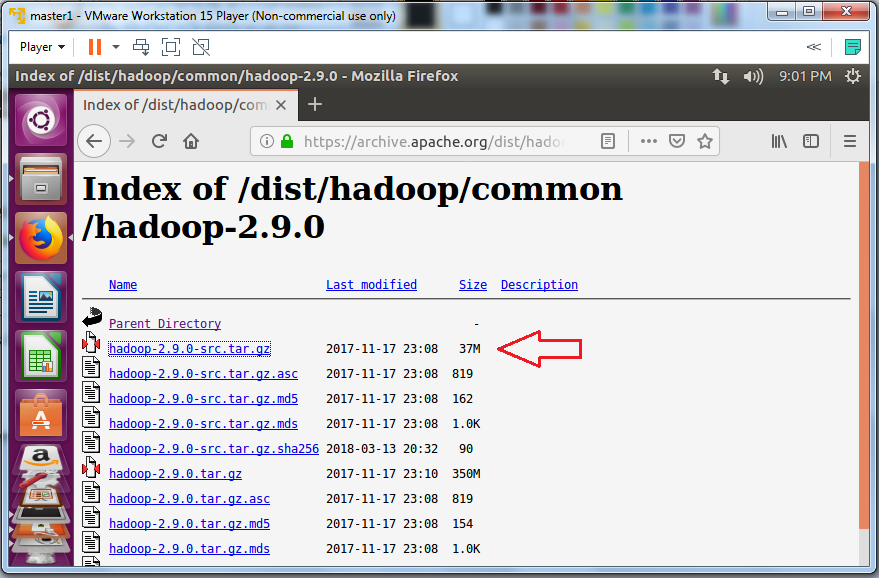 master1 - VMware Workstation 15 Player (Non-commercial use only)
Player
Index of /dist/hadoop/common/hadoop-2.9.0 - Mozilla Firefox
9:01 PM
Index of /dist/hadoop/com
https://archive.apache.org/dist/hado
Index of /dist/hadoop/common
/hadoop-2.9.0
Name Last modified Size Description
Parent Directory -
hadoop-2.9.0-src.tar.gz 2017-11-17 23:08 37M
hadoop-2.9.0-src.tar.gz.asc 2017-11-17 23:08 819
hadoop-2.9.0-src.tar.gz.md5 2017-11-17 23:08 162
hadoop-2.9.0-src.tar.gz.mds 2017-11-17 23:08 1.0K
hadoop-2.9.0-src.tar.gz.sha256 2018-03-13 20:32 90
hadoop-2.9.0.tar.gz 2017-11-17 23:10 350M
hadoop-2.9.0.tar.gz.asc 2017-11-17 23:08 819
hadoop-2.9.0.tar.gz.md5 2017-11-17 23:08 154
hadoop-2.9.0.tar.gz.mds 2017-11-17 23:08 1.0K